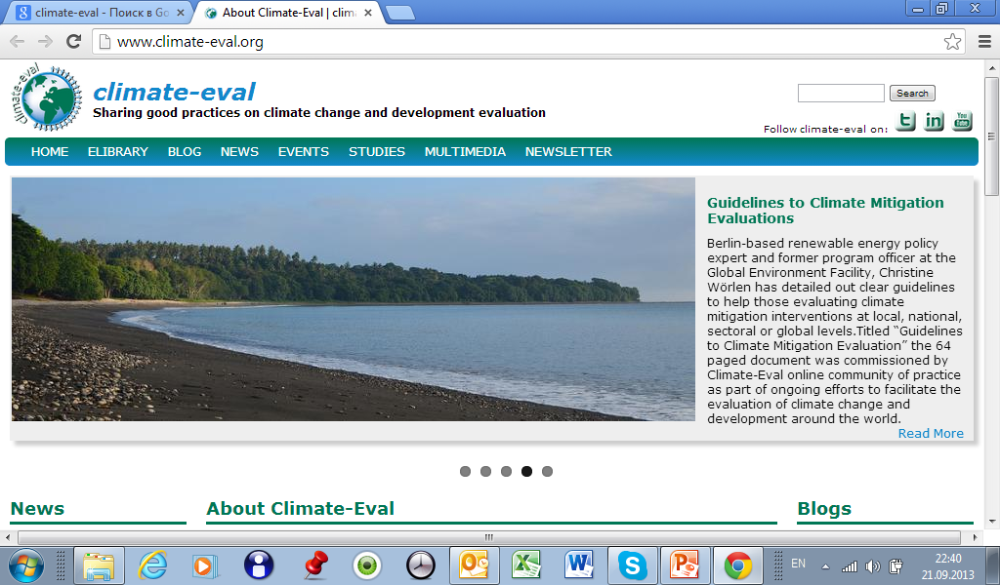 climate-eval - Поиск в Go
About Climate-Eval | clim
www.climate-eval.org
climate-eval
climate-eval
Sharing good practices on climate change and development evaluation
Search
Follow climate-eval on:
HOME ELIBRARY BLOG NEWS EVENTS STUDIES MULTIMEDIA NEWSLETTER
Guidelines to Climate Mitigation
Evaluations
Berlin-based renewable energy policy
expert and former program officer at the
Global Environment Facility, Christine
Wörlen has detailed out clear guidelines
to help those evaluating climate
mitigation interventions at local, national,
sectoral or global levels.Titled “Guidelines
to Climate Mitigation Evaluation” the 64
paged document was commissioned by
Climate-Eval online community of practice
as part of ongoing efforts to facilitate the
evaluation of climate change and
development around the world.
Read More
News
About Climate-Eval
Blogs
EN
22:40
21.09.2013